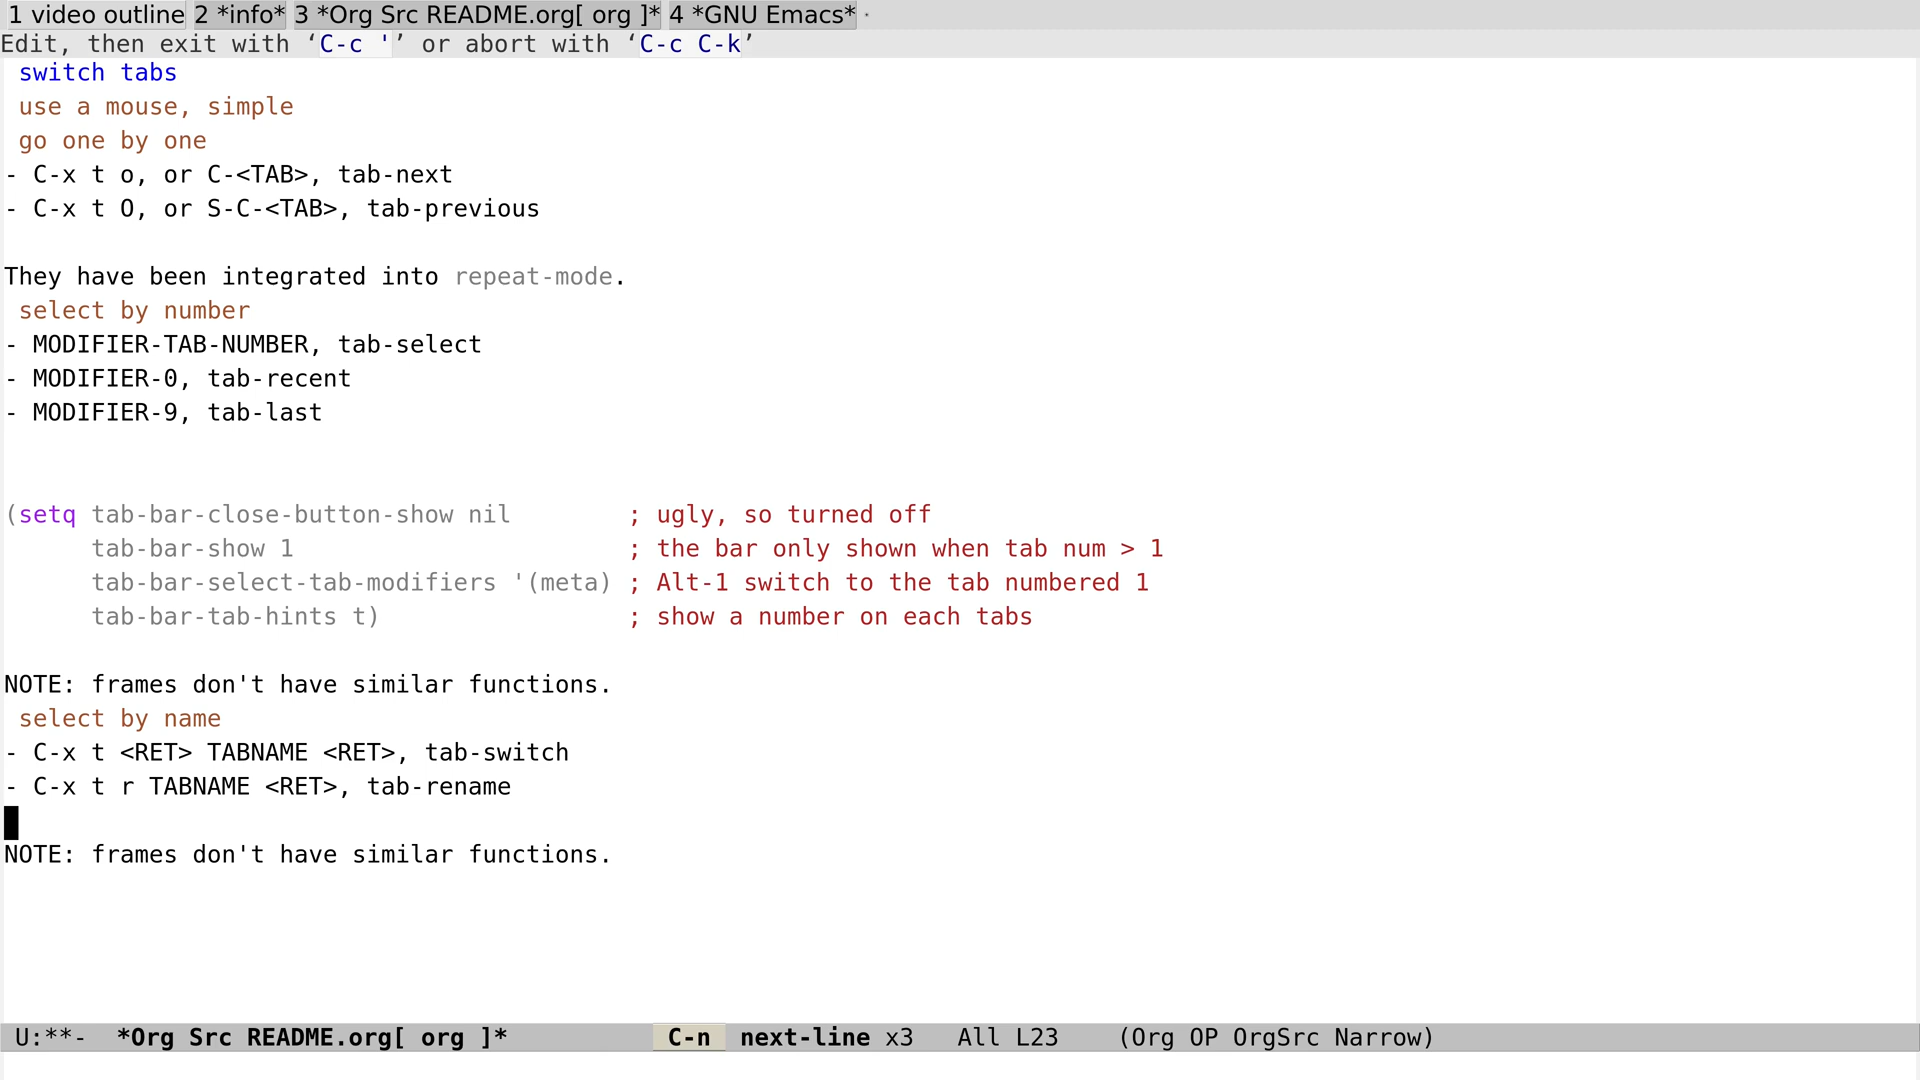 1 video outline 2 *info* 3 *Org Src README.org[ org ]* 4 *GNU Emacs*
Edit, then exit with ‘C-c '’ or abort with ‘C-c C-k’
switch tabs
use a mouse, simple
go one by one
- C-x t o, or C-<TAB>, tab-next
- C-x t O, or S-C-<TAB>, tab-previous
They have been integrated into repeat-mode.
select by number
- MODIFIER-TAB-NUMBER, tab-select
- MODIFIER-0, tab-recent
- MODIFIER-9, tab-last
(setq tab-bar-close-button-show nil ; ugly, so turned off
tab-bar-show 1 ; the bar only shown when tab num > 1
tab-bar-select-tab-modifiers '(meta) ; Alt-1 switch to the tab numbered 1
tab-bar-tab-hints t) ; show a number on each tabs
NOTE: frames don't have similar functions.
select by name
- C-x t <RET> TABNAME <RET>, tab-switch
- C-x t r TABNAME <RET>, tab-rename
NOTE: frames don't have similar functions.
U:**- *Org Src README.org[ org ]* C-n next-line x3 All L23 (Org OP OrgSrc Narrow)